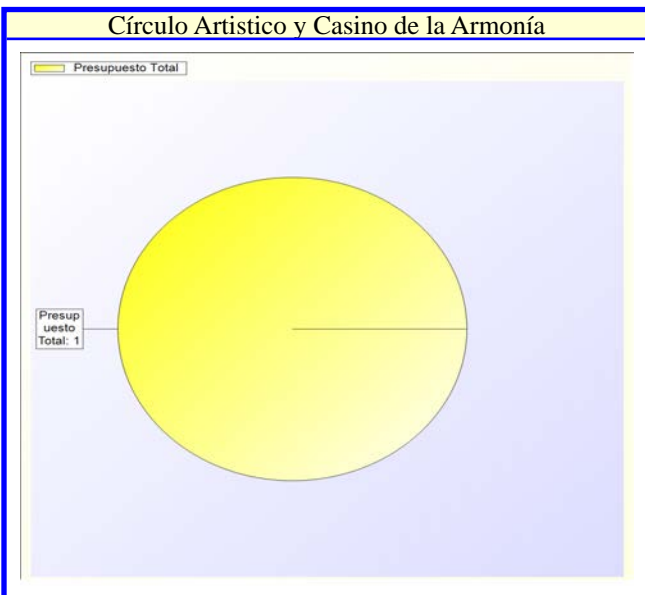 Círculo Artistico y Casino de la Armonía
Presupuesto Total
Presup
uesto
Total: 1